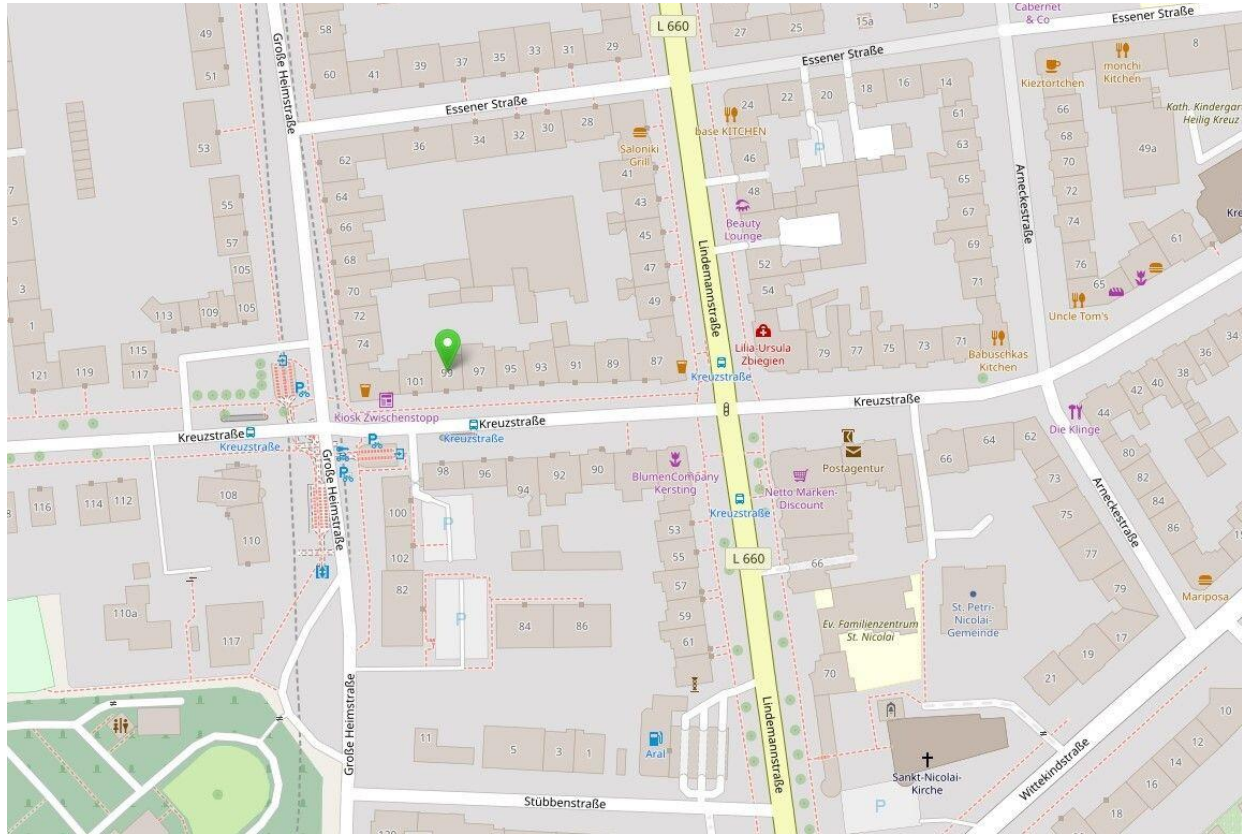 L 660
Cabernet
& Co
Essener Straße
49
51
58
60
41
39
37
35
33
31
29
27
25
15a
15
Essener Straße
Große Heimstraße
Essener Straße
24
22
20
18
16
14
Kieztörtchen
monchi
Kitchen
8
66
68
70
72
74
76
49a
Kath. Kinderga
Heilig Kreuz
Kre
53
62
36
34
32
30
28
Saloniki
Grill
41
base KITCHEN
46
48
P
61
63
65
67
69
71
Arneckestraße
55
57
105
105
109
113
64
66
68
70
72
74
43
45
47
49
Lindemannstraße
Beauty
Lounge
52
54
61
65
Uncle Tom's
3
1
121
119
115
117
101
99
97
95
93
91
89
87
Kreuzstraße
Lilia-Ursula
Zbiegien
79
77
75
73
71
Babuschkas
Kitchen
34
36
38
40
42
44
Die Klinge
Kiosk Zwischenstopp
Kreuzstraße
Kreuzstraße
Kreuzstraße
Kreuzstraße
Kreuzstraße
P
P
P
98
96
94
92
90
BlumenCompany
Kersting
Kreuzstraße
Netto Marken-
Discount
Postagentur
66
64
62
80
82
84
86
73
75
77
79
Arneckestraße
116
114
112
108
110
Große Heimstraße
100
102
82
P
P
53
55
57
59
61
L 660
66
Ev. Familienzentrum
St. Nicolai
St. Petri-
Nicolai-
Gemeinde
Mariposa
110a
117
84
86
70
21
19
17
Große Heimstraße
11
5
3
1
Aral
Lindemannstraße
Sankt-Nicolai-
Kirche
P
Wittekindstraße
10
12
14
16
18
Stübbenstraße